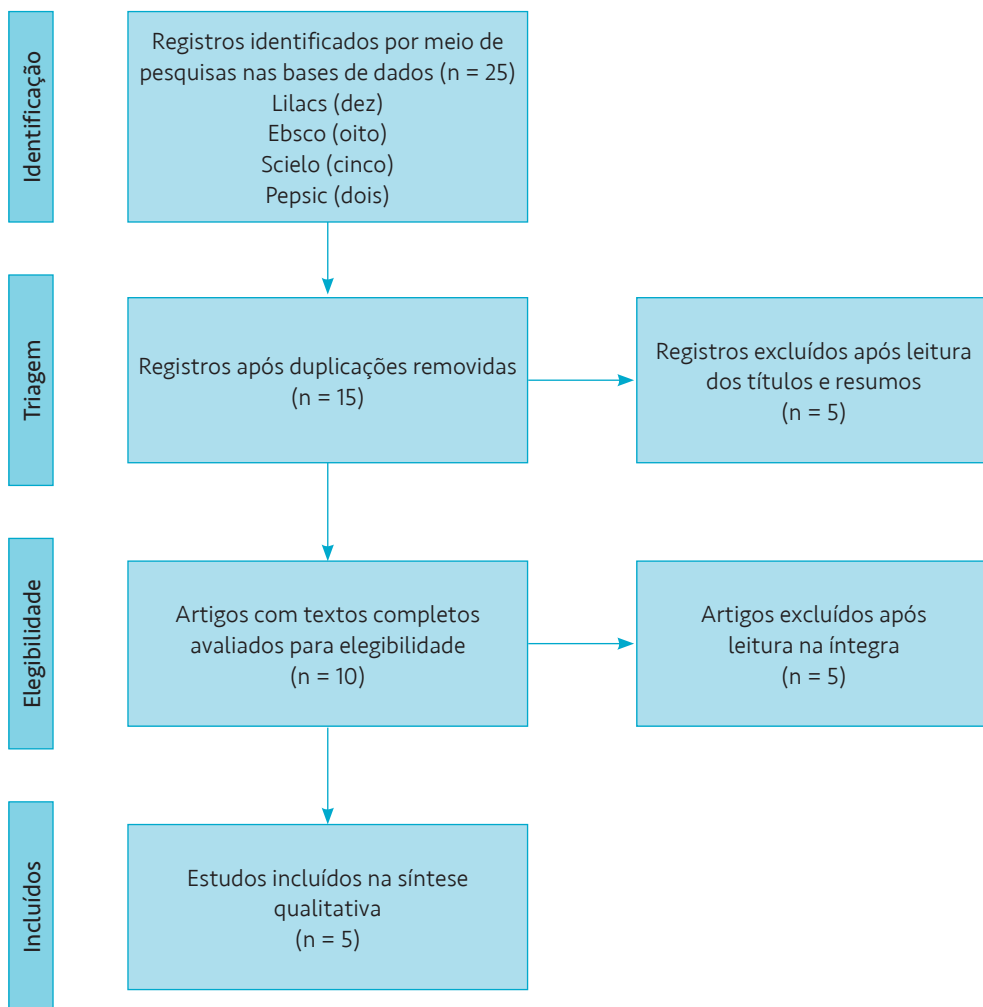 Identificação
Registros identificados por meio de
pesquisas nas bases de dados (n = 25)
Lilacs (dez)
Ebsco (oito)
Scielo (cinco)
Pepsic (dois)
Triagem
Registros após duplicações removidas
(n = 15)
Registros excluídos após leitura
dos títulos e resumos
(n = 5)
Elegibilidade
Artigos com textos completos
avaliados para elegibilidade
(n = 10)
Artigos excluídos após
leitura na íntegra
(n = 5)
Incluídos
Estudos incluídos na síntese
qualitativa
(n = 5)